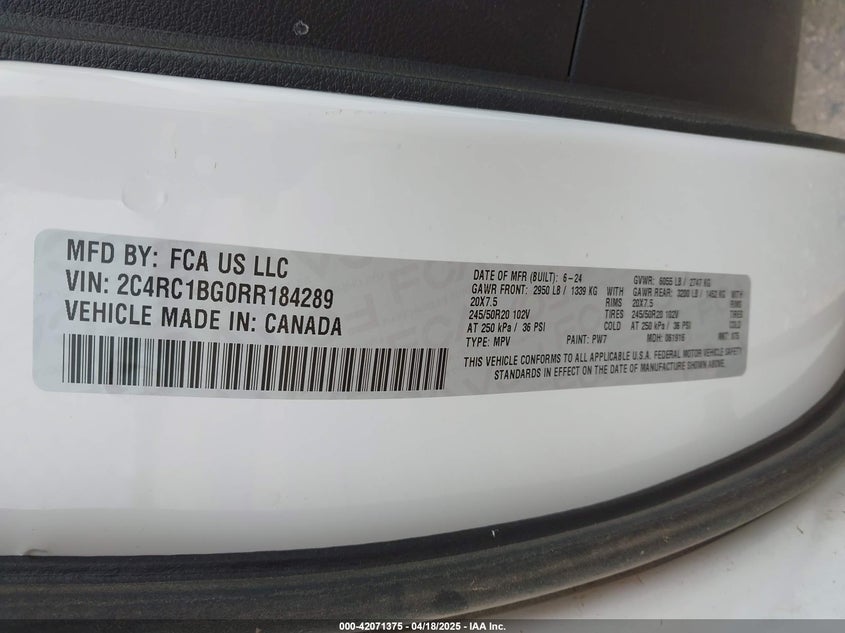 MFD BY: FCA US LLC
VIN: 2C4RC1BG0RR184289
VEHICLE MADE IN: CANADA
DATE OF MFR (BUILT): 6-24 GVWR: 6055 LB / 2747 KG
GAWR FRONT: 2950 LB / 1339 KG WITH GAWR REAR: 3200 LB / 1452 KG WITH
20X7.5 RIMS 20X7.5 RIMS
245/50R20 102V TIRES 245/50R20 102V TIRES
AT 250 kPa / 36 PSI COLD AT 250 kPa / 36 PSI COLD
TYPE: MPV PAINT: PW7 MDH: 061916
THIS VEHICLE CONFORMS TO ALL APPLICABLE U.S.A. FEDERAL MOTOR VEHICLE SAFETY
STANDARDS IN EFFECT ON THE DATE OF MANUFACTURE SHOWN ABOVE.
000-42071375 | 04/18/2025 | IAA Inc.